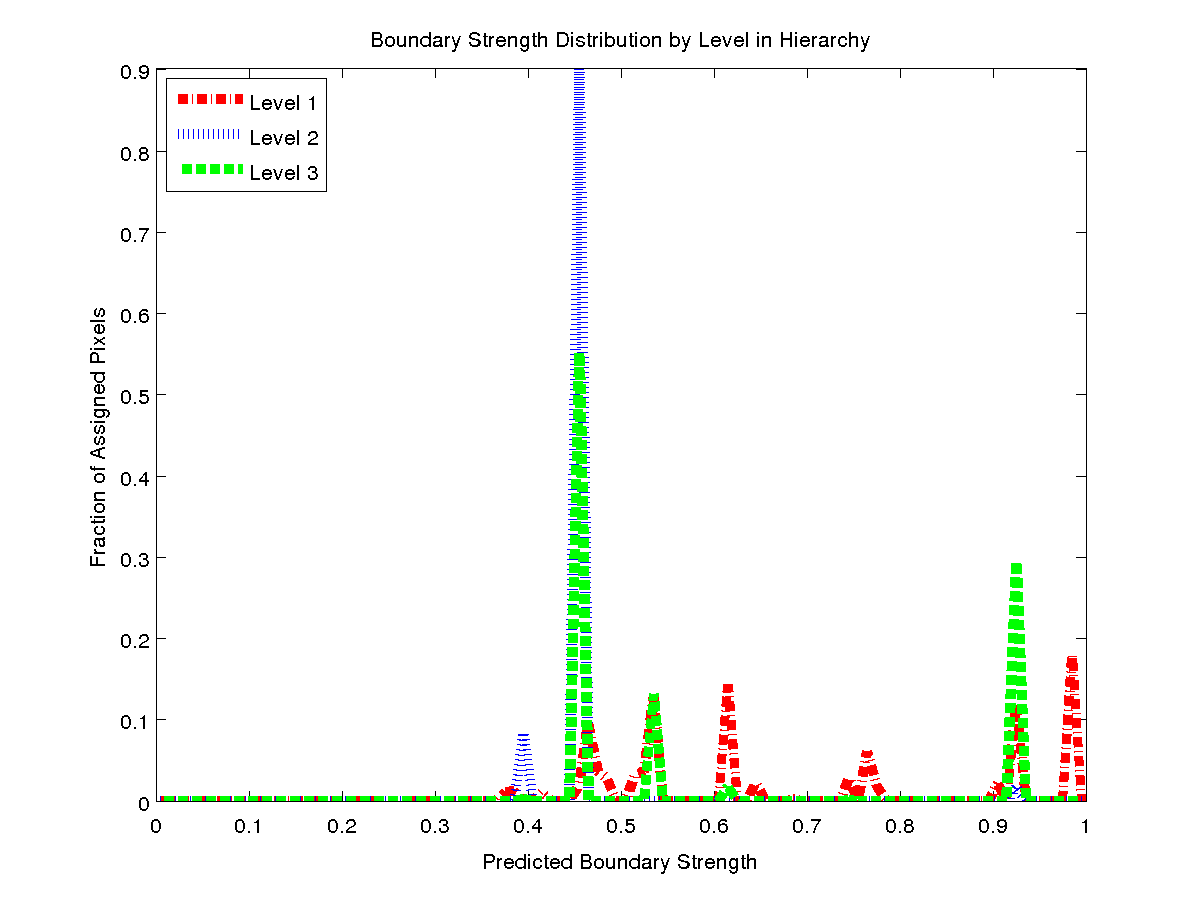 Boundary Strength Distribution by Level in Hierarchy
Level 1
Level 2
Level 3
0.9
0.8
0.7
0.6
0.5
0.4
0.3
0.2
0.1
0
Fraction of Assigned Pixels
0 0.1 0.2 0.3 0.4 0.5 0.6 0.7 0.8 0.9 1
Predicted Boundary Strength